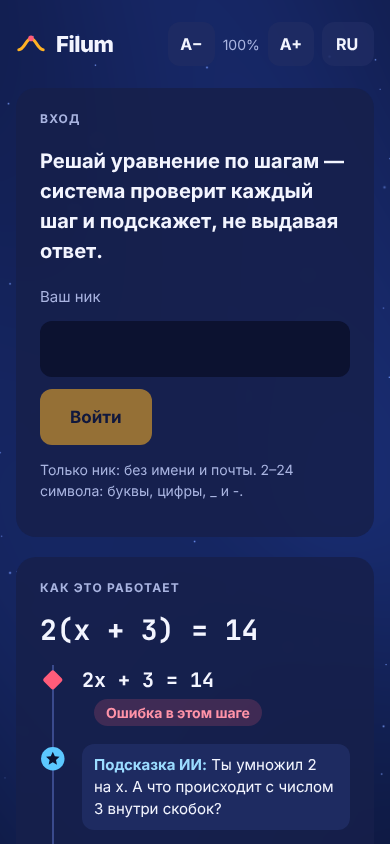 Filum
A− 100% A+ RU
ВХОД
Решай уравнение по шагам —
система проверит каждый
шаг и подскажет, не выдавая
ответ.
Ваш ник
Войти
Только ник: без имени и почты. 2–24
символа: буквы, цифры, _ и -.
КАК ЭТО РАБОТАЕТ
2(x + 3) = 14
2x + 3 = 14
Ошибка в этом шаге
Подсказка ИИ: Ты умножил 2
на x. А что происходит с числом
3 внутри скобок?